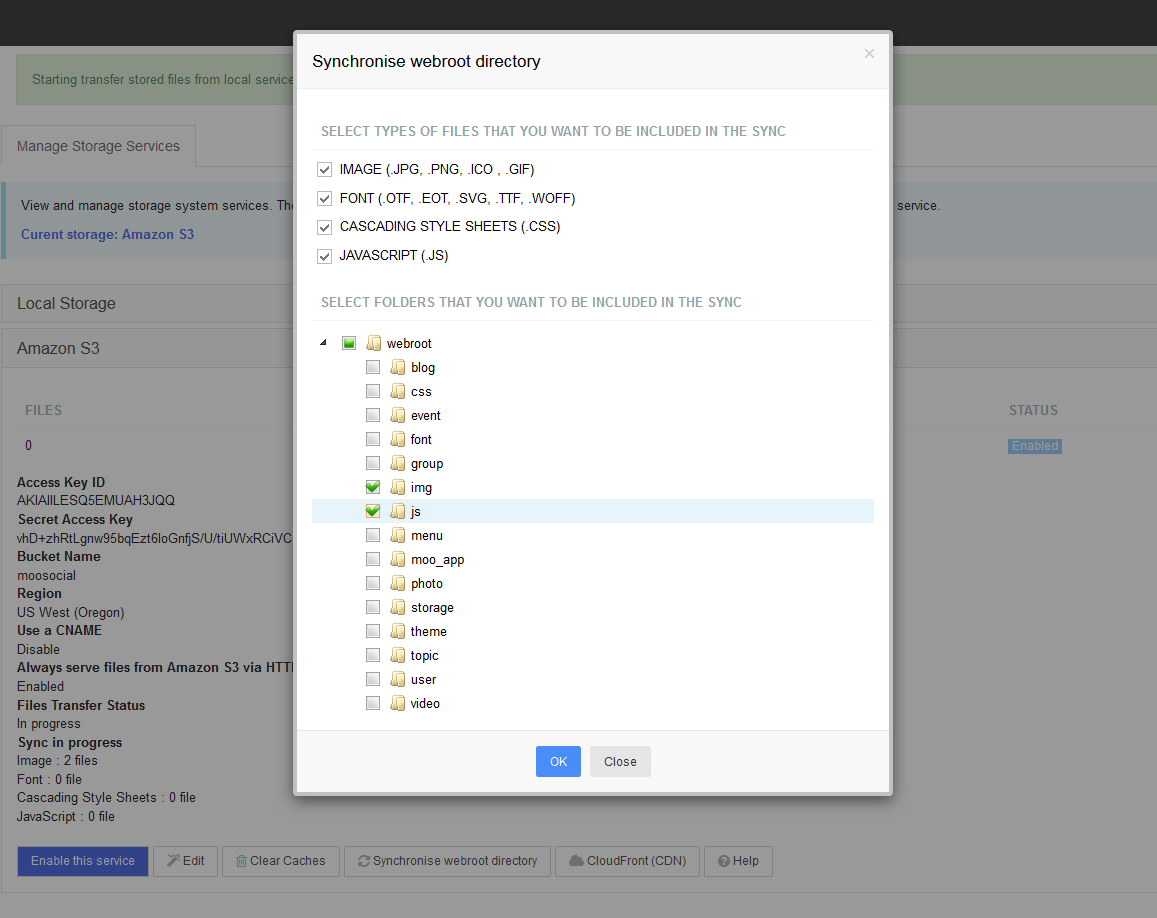 Synchronise webroot directory
×
Starting transfer stored files from local service
Manage Storage Services
View and manage storage system services. service.
Curent storage: Amazon S3
Local Storage
Amazon S3
FILES
STATUS
0
Enabled
Access Key ID
AKIAIILESQ5EMUAH3JQQ
Secret Access Key
Bucket Name
moosocial
Region
US West (Oregon)
Use a CNAME
Disable
Always serve files from Amazon S3 via
Enabled
Files Transfer Status
In progress
Sync in progress
Image : 2 files
Font : 0 file
Cascading Style Sheets : 0 file
JavaScript : 0 file
Enable this service
Edit
Clear Caches
Synchronise webroot directory
CloudFront (CDN)
Help
SELECT TYPES OF FILES THAT YOU WANT TO BE INCLUDED IN THE SYNC
IMAGE (.JPG, .PNG, .ICO , .GIF)
FONT (.OTF, .EOT, .SVG, .TTF, .WOFF)
CASCADING STYLE SHEETS (.CSS)
JAVASCRIPT (.JS)
SELECT FOLDERS THAT YOU WANT TO BE INCLUDED IN THE SYNC
webroot
blog
css
event
font
group
img
js
menu
moo_app
photo
storage
theme
topic
user
video
OK
Close